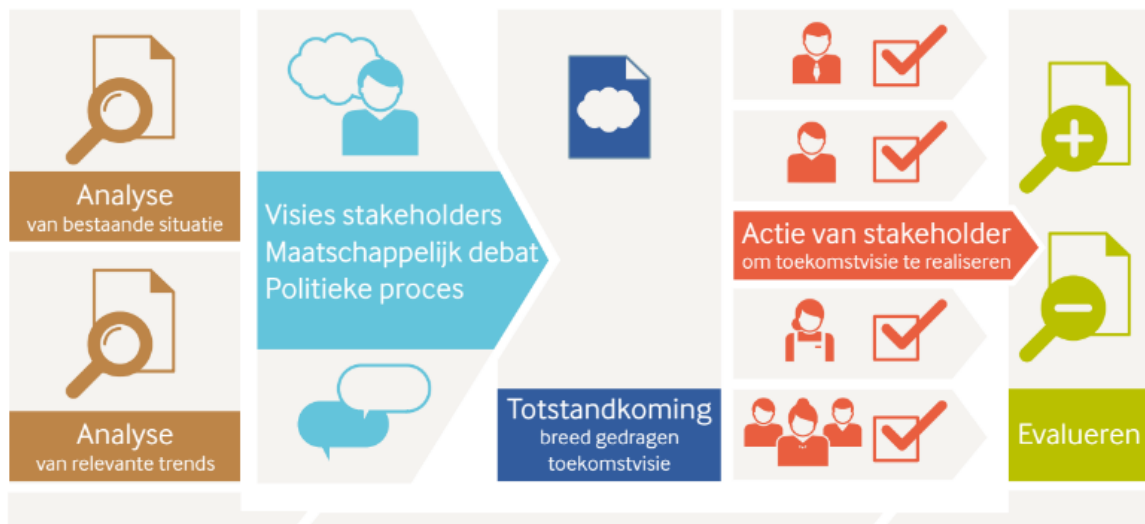 Analyse
van bestaande situatie
Analyse
van relevante trends
Visies stakeholders
Maatschappelijk debat
Politieke proces
Totstandkoming
breed gedragen
toekomstvisie
Actie van stakeholder
om toekomstvisie te realiseren
Evalueren